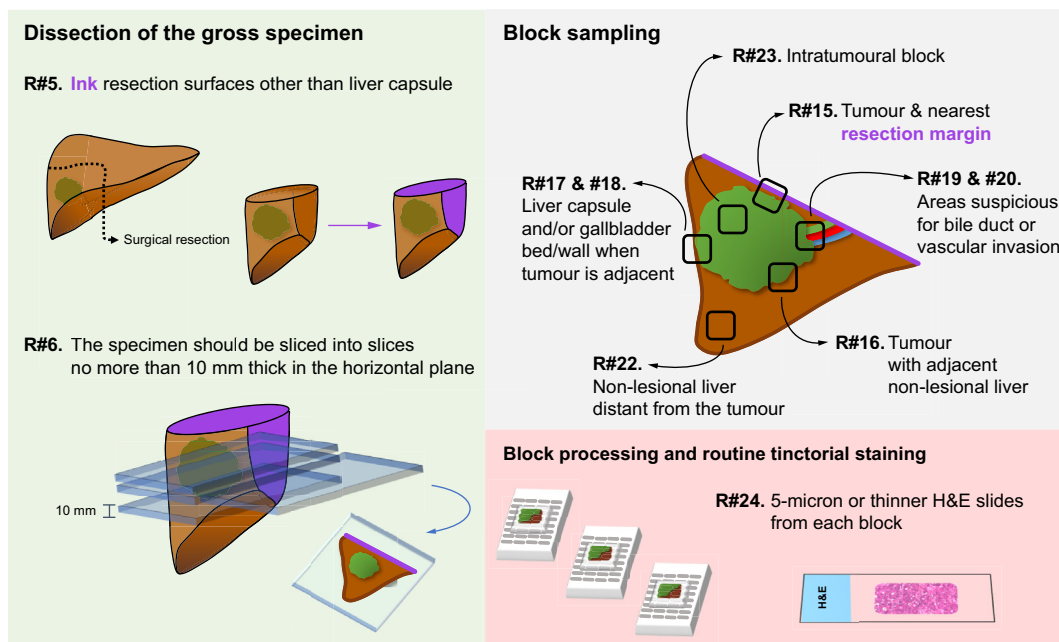 Dissection of the gross specimen
R#5. Ink resection surfaces other than liver capsule
Surgical resection
R#6. The specimen should be sliced into slices
no more than 10 mm thick in the horizontal plane
10 mm
Block sampling
R#23. Intratumoural block
R#15. Tumour & nearest
resection margin
R#17 & #18.
Liver capsule
and/or gallbladder
bed/wall when
tumour is adjacent
R#19 & #20.
Areas suspicious
for bile duct or
vascular invasion
R#22.
Non-lesional liver
distant from the tumour
R#16. Tumour
with adjacent
non-lesional liver
Block processing and routine tinctorial staining
R#24. 5-micron or thinner H&E slides
from each block
H&E